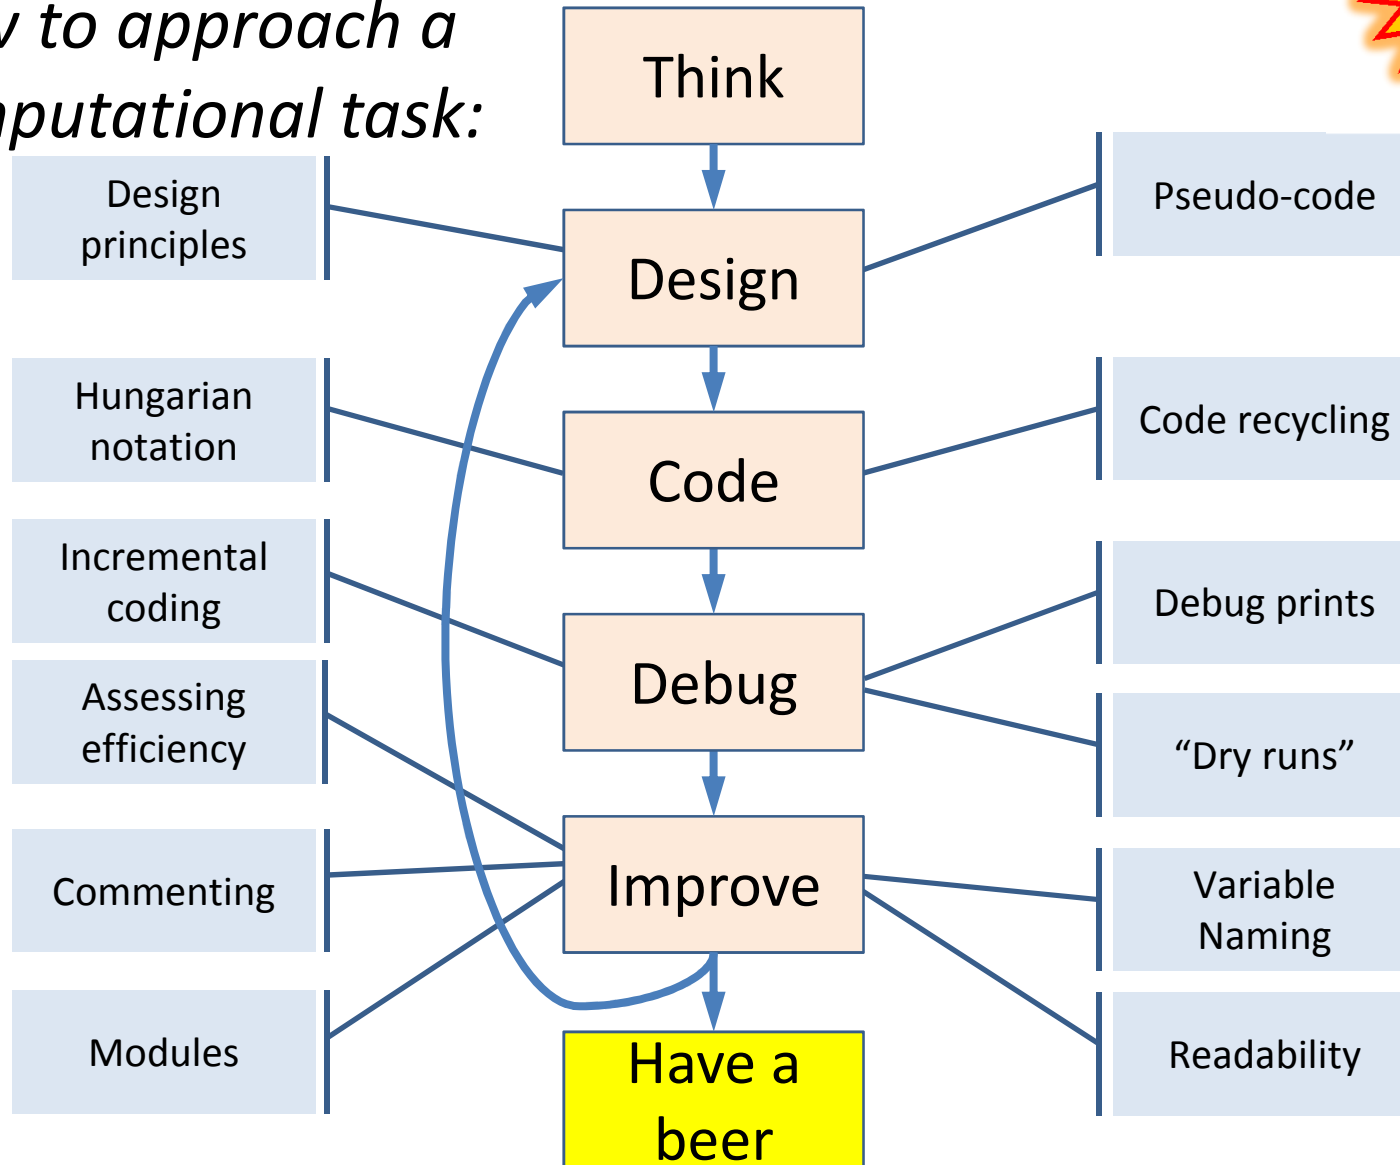 to approach a
putational task:
Think
Design
principles
Pseudo-code
Design
Hungarian
notation
Code recycling
Code
Incremental
coding
Debug prints
Debug
Assessing
efficiency
“Dry runs”
Commenting
Improve
Variable
Naming
Modules
Readability
Have a
beer